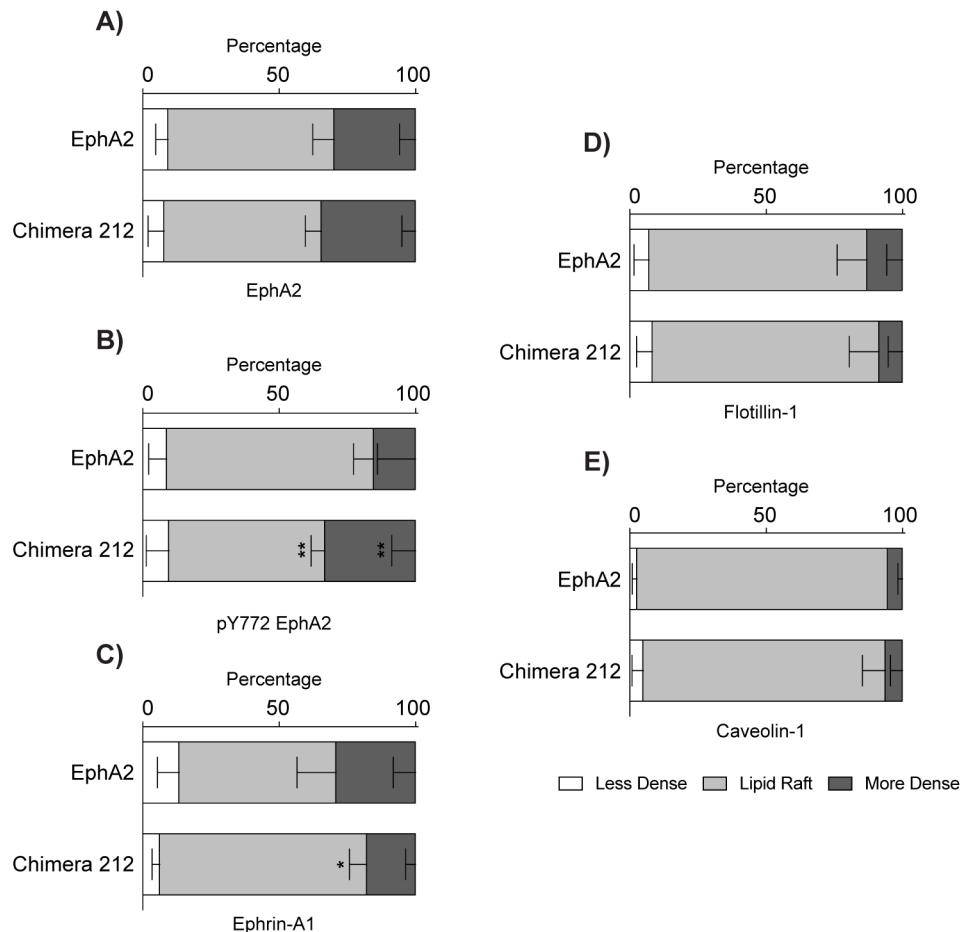 A)
Percentage
0 50 100
EphA2
Chimera 212
EphA2
B)
Percentage
0 50 100
EphA2
Chimera 212
** **
pY772 EphA2
C)
Percentage
0 50 100
EphA2
Chimera 212
*
Ephrin-A1
D)
Percentage
0 50 100
EphA2
Chimera 212
Flotillin-1
E)
Percentage
0 50 100
EphA2
Chimera 212
Caveolin-1
Less Dense Lipid Raft More Dense